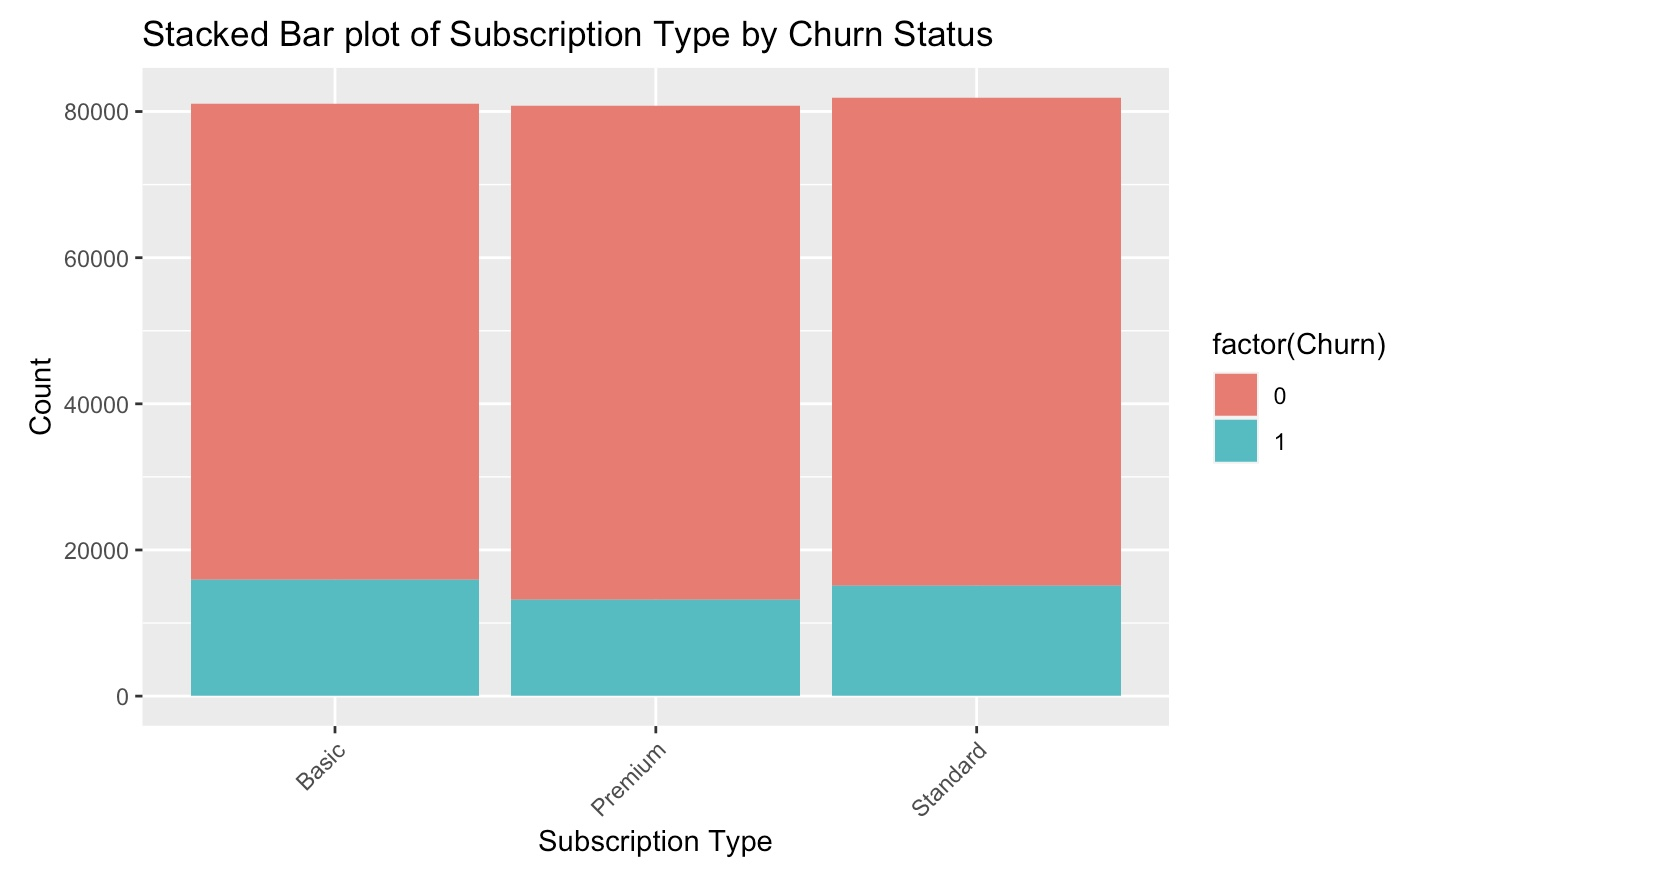 Stacked Bar plot of Subscription Type by Churn Status
80000
60000
40000
20000
0
Count
Basic
Premium
Standard
Subscription Type
factor(Churn)
0
1